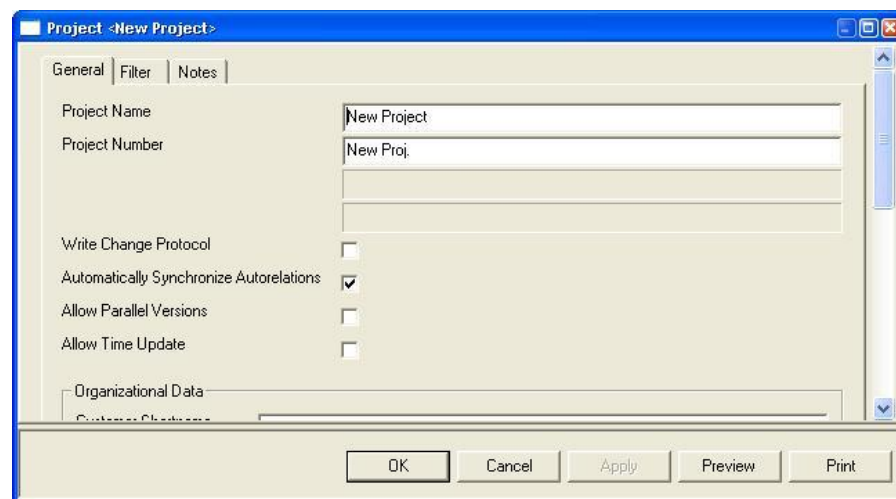 Project <New Project>
General Filter Notes
Project Name New Project
Project Number New Proj.
Write Change Protocol
Automatically Synchronize Autorelations
Allow Parallel Versions
Allow Time Update
Organizational Data
OK Cancel Apply Preview Print